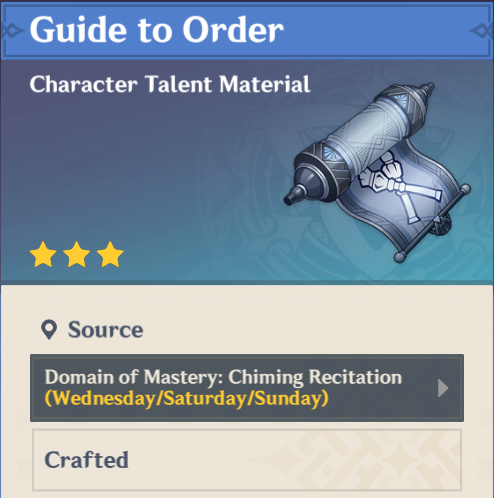 Guide to Order
Character Talent Material
Source
Domain of Mastery: Chiming Recitation
(Wednesday/Saturday/Sunday)
Crafted